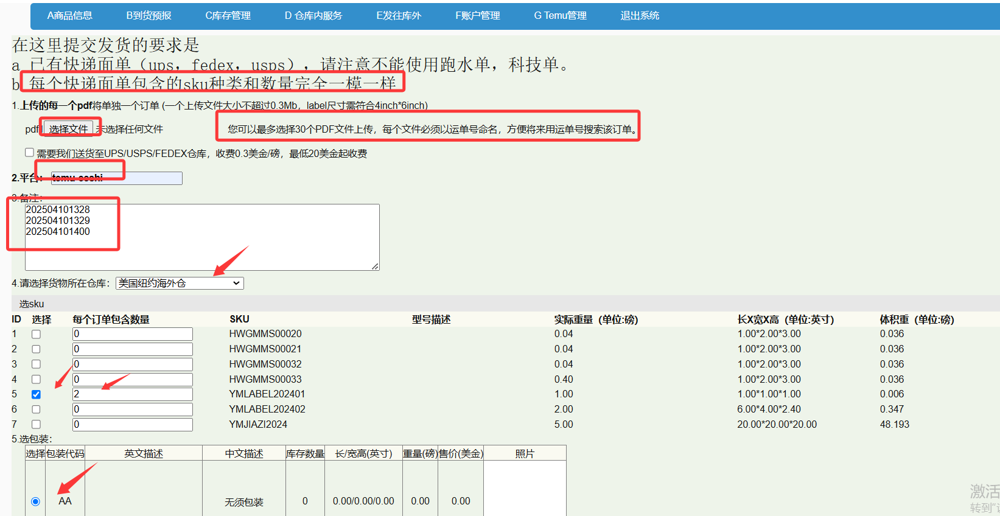 A商品信息 B到货预报 C库存管理 D 仓库内服务 E发往库外 F账户管理 G Temu管理 退出系统
在这里提交发货的要求是
a 已有快递面单（ups，fedex，usps），请注意不能使用跑水单，科技单。
b 每个快递面单包含的sku种类和数量完全一模一样
1.上传的每一个pdf将单独一个订单 (一个上传文件大小不超过0.3Mb，label尺寸需符合4inch*6inch)
pdf 选择文件 未选择任何文件 您可以最多选择30个PDF文件上传，每个文件必须以运单号命名，方便将来用运单号搜索该订单。
需要我们送货至UPS/USPS/FEDEX仓库，收费0.3美金/磅，最低20美金起收费
2.平台： temu-ceshi
3.备注：
202504101328
202504101329
202504101400
4.请选择货物所在仓库： 美国纽约海外仓
选sku
ID 选择 每个订单包含数量 SKU 型号描述 实际重量（单位:磅） 长X宽X高（单位:英寸） 体积重（单位:磅）
1 0 HWGMMS00020 0.04 1.00*2.00*3.00 0.036
2 0 HWGMMS00021 0.04 1.00*2.00*3.00 0.036
3 0 HWGMMS00032 0.04 1.00*2.00*3.00 0.036
4 0 HWGMMS00033 0.40 1.00*2.00*3.00 0.036
5 2 YMLABEL202401 1.00 1.00*1.00*1.00 0.006
6 0 YMLABEL202402 2.00 6.00*4.00*2.40 0.347
7 0 YMJIAZI2024 5.00 20.00*20.00*20.00 48.193
5.选包装：
选择 包装代码 英文描述 中文描述 库存数量 长/宽高(英寸) 重量(磅) 售价(美金) 照片
AA 无须包装 0 0.00/0.00/0.00 0.00 0.00
激活
转到“